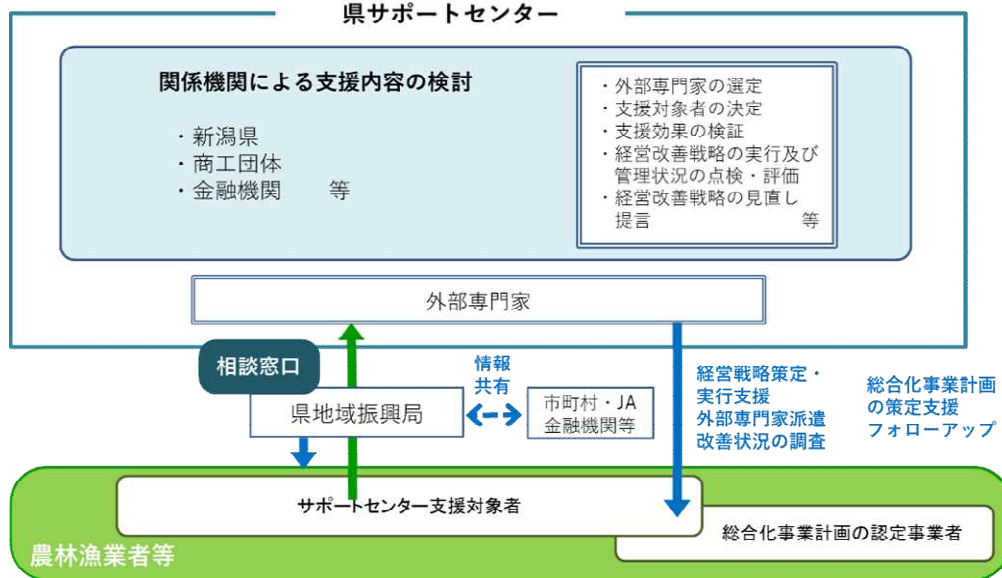 県サポートセンター
関係機関による支援内容の検討
・新潟県
・商工団体
・金融機関　　等
・外部専門家の選定
・支援対象者の決定
・支援効果の検証
・経営改善戦略の実行及び
管理状況の点検・評価
・経営改善戦略の見直し
提言　　　　　　　　等
外部専門家
相談窓口
県地域振興局
情報
共有
市町村・JA
金融機関等
経営戦略策定・
実行支援
外部専門家派遣
改善状況の調査
総合化事業計画
の策定支援
フォローアップ
サポートセンター支援対象者
総合化事業計画の認定事業者
農林漁業者等